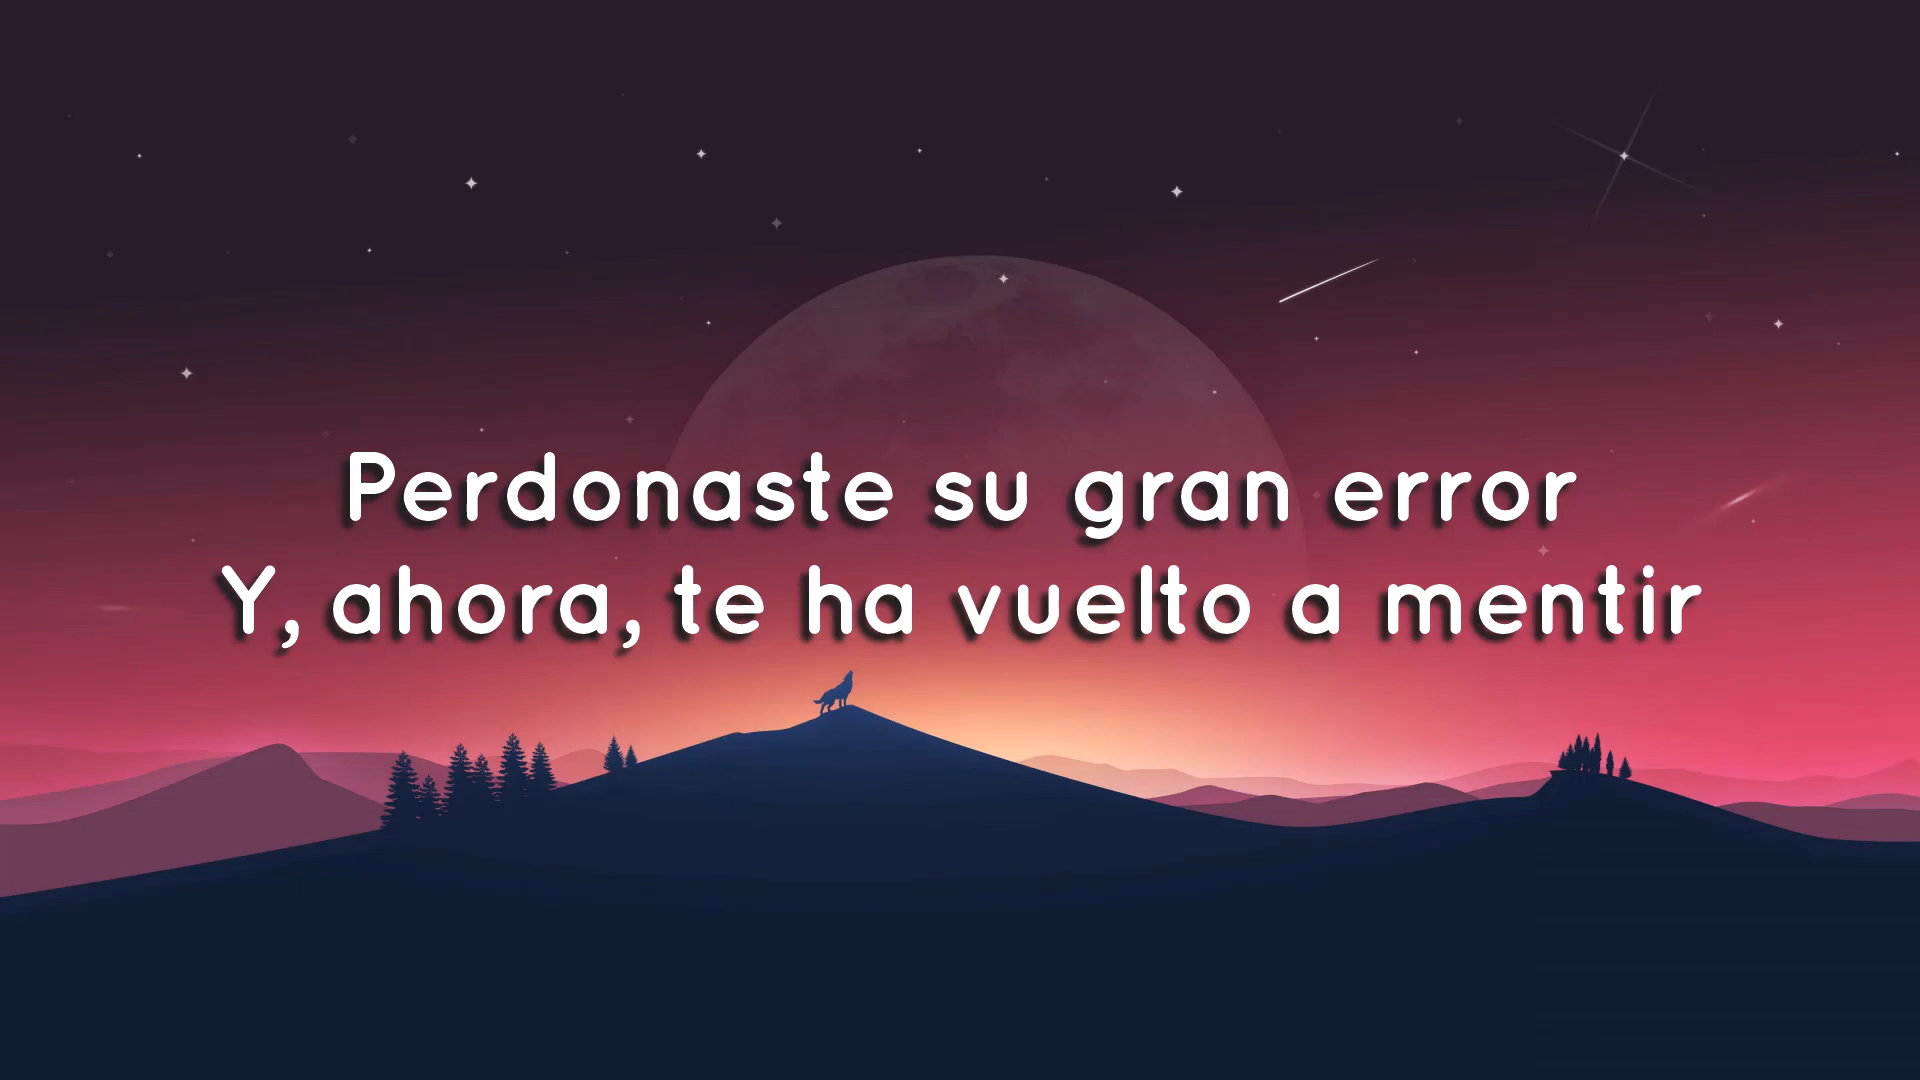 Perdonaste su gran error
Y, ahora, te ha vuelto a mentir